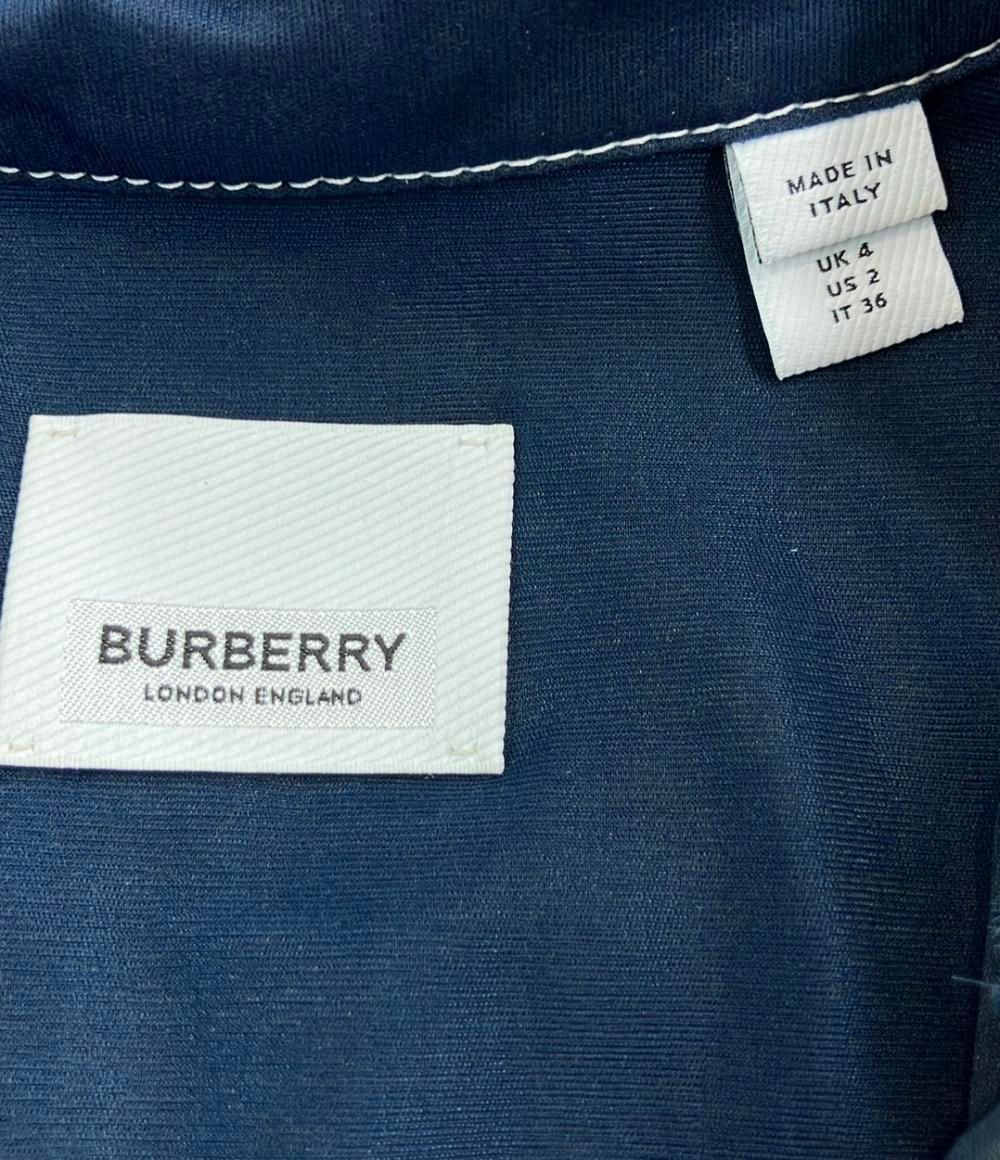 MADE IN
ITALY
UK 4
US 2
IT 36
BURBERRY
LONDON ENGLAND